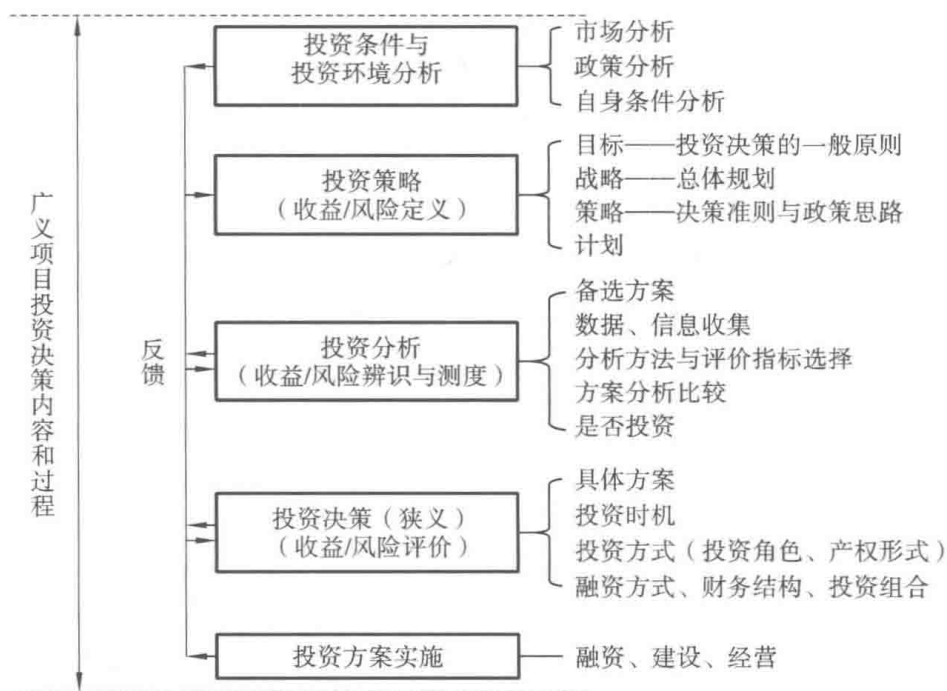 投资条件与
投资环境分析
市场分析
政策分析
自身条件分析
投资策略
（收益/风险定义）
目标——投资决策的一般原则
战略——总体规划
策略——决策准则与政策思路
计划
广义项目投资决策内容和过程
反馈
投资分析
（收益/风险辨识与测度）
备选方案
数据、信息收集
分析方法与评价指标选择
方案分析比较
是否投资
投资决策（狭义）
（收益/风险评价）
具体方案
投资时机
投资方式（投资角色、产权形式）
融资方式、财务结构、投资组合
投资方案实施
融资、建设、经营